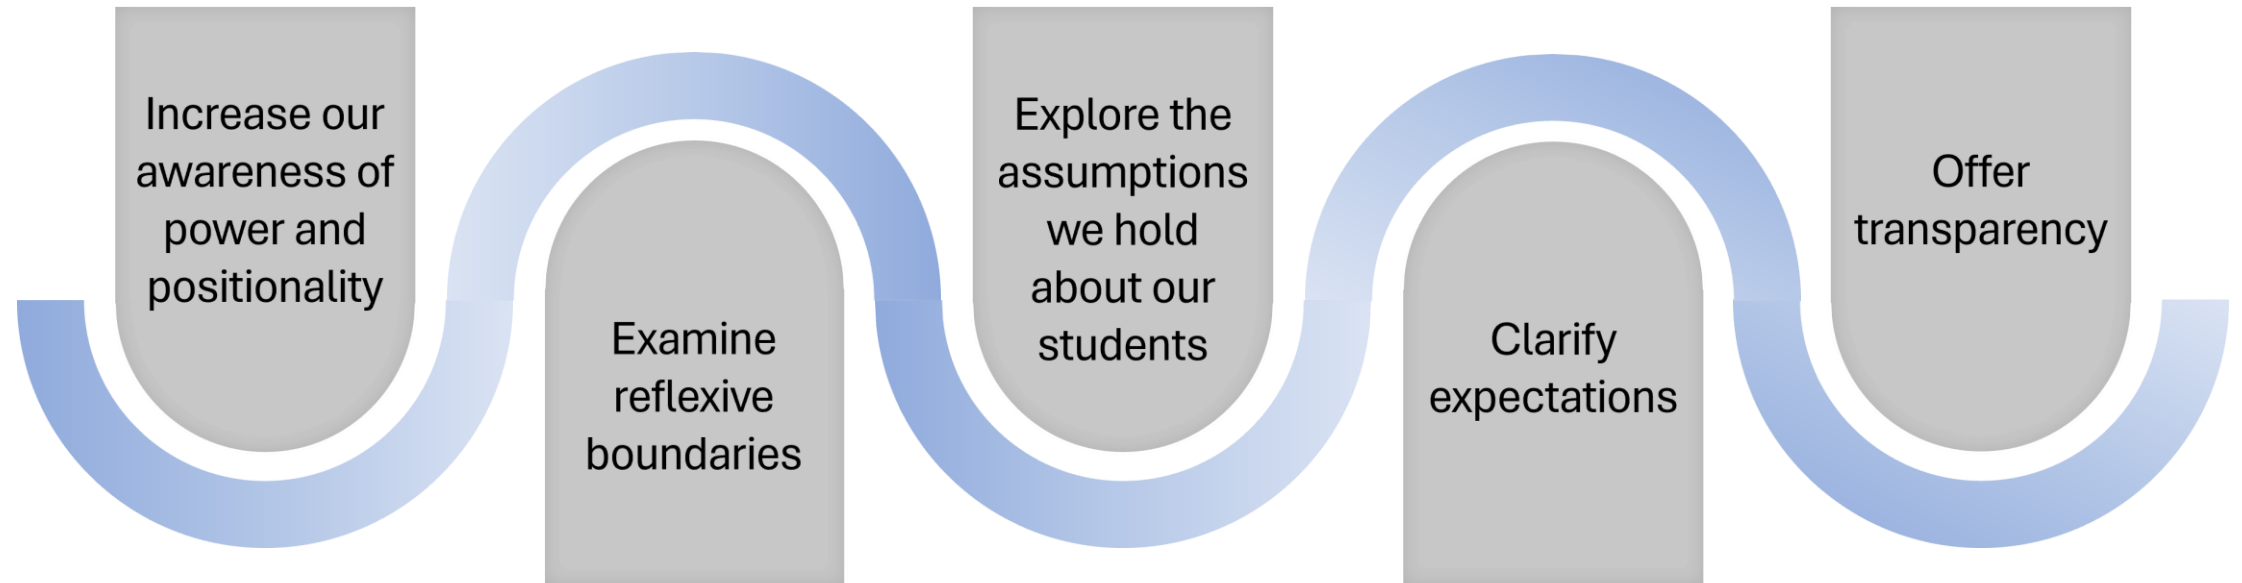 Increase our
awareness of
power and
positionality
Examine
reflexive
boundaries
Explore the
assumptions
we hold
about our
students
Clarify
expectations
Offer
transparency